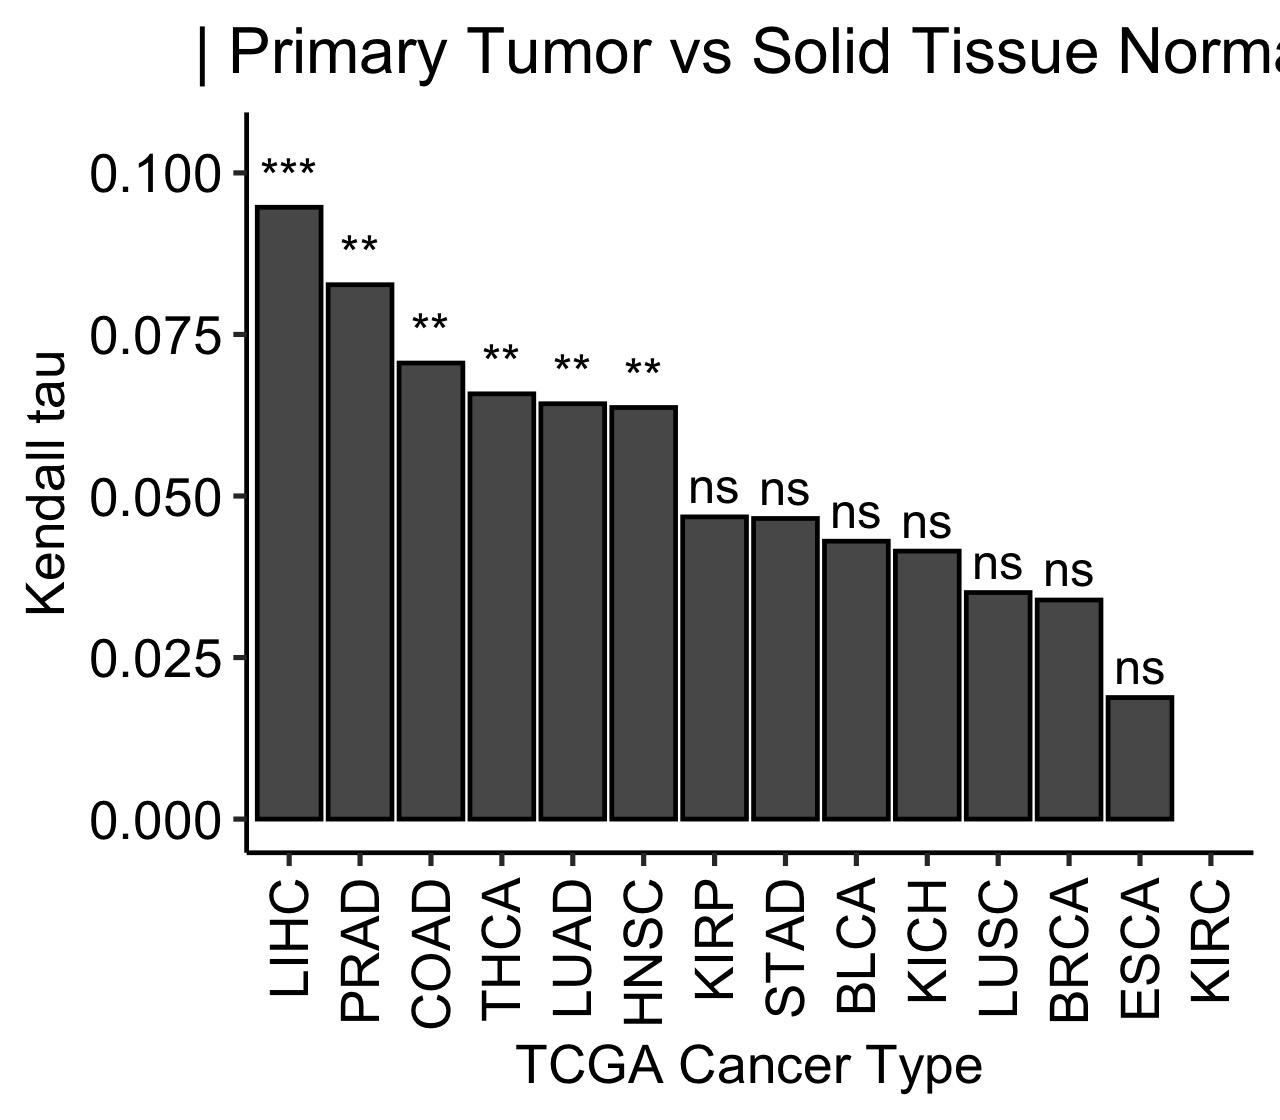 | Primary Tumor vs Solid Tissue Norma
0.100
0.075
0.050
0.025
0.000
Kendall tau
***
**
**
**
**
**
ns
ns
ns
ns
ns
ns
ns
LIHC
PRAD
COAD
THCA
LUAD
HNSC
KIRP
STAD
BLCA
KICH
LUSC
BRCA
ESCA
KIRC
TCGA Cancer Type